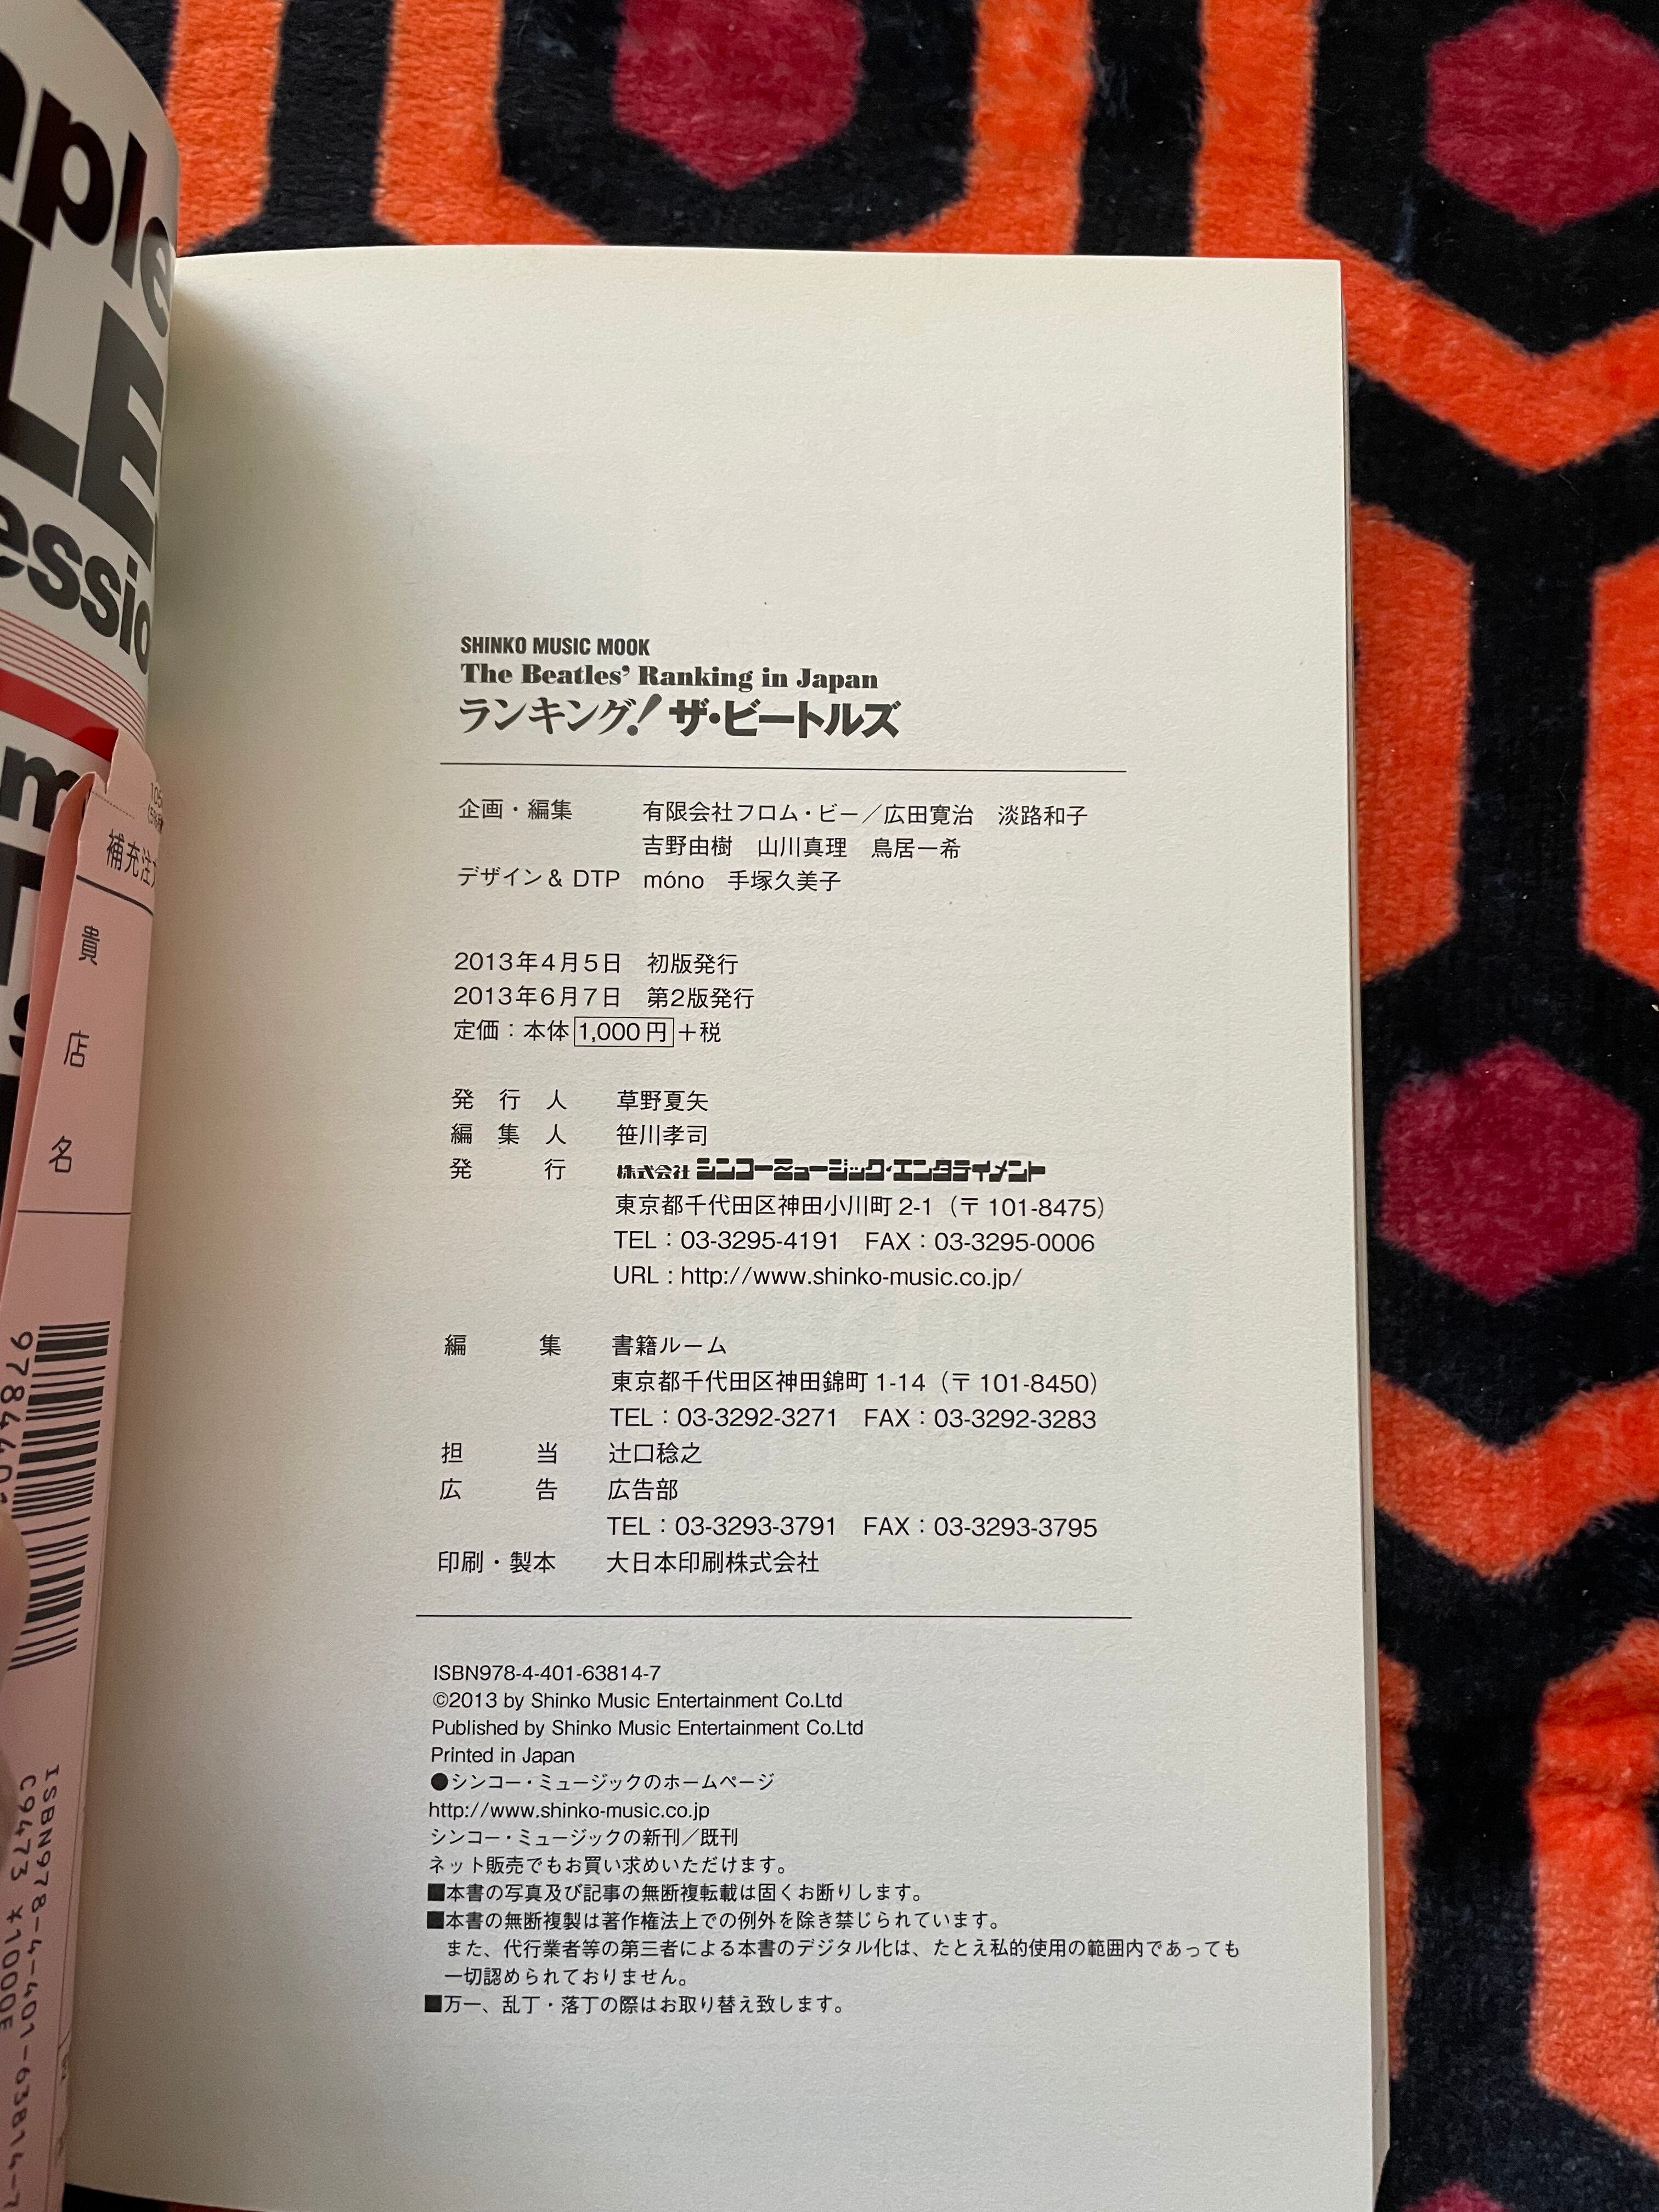 ple
LE
essio
m
補充注
貴店名
ISBN978-4-401-63814-7
C9473 ¥1000E
SHINKO MUSIC MOOK
The Beatles' Ranking in Japan
ランキング！ザ・ビートルズ
企画・編集 有限会社フロム・ビー／広田寛治 淡路和子
吉野由樹 山川真理 鳥居一希
デザイン& DTP móno 手塚久美子
2013年4月5日 初版発行
2013年6月7日 第2版発行
定価：本体 1,000円 ＋税
発行人 草野夏矢
編集人 笹川孝司
発行 株式会社 シンコーミュージック・エンタテイメント
東京都千代田区神田小川町 2-1（〒 101-8475）
TEL：03-3295-4191 FAX：03-3295-0006
URL : http://www.shinko-music.co.jp/
編集 書籍ルーム
東京都千代田区神田錦町 1-14（〒 101-8450）
TEL：03-3292-3271 FAX：03-3292-3283
担当 辻口稔之
広告 広告部
TEL：03-3293-3791 FAX：03-3293-3795
印刷・製本 大日本印刷株式会社
ISBN978-4-401-63814-7
©2013 by Shinko Music Entertainment Co.Ltd
Published by Shinko Music Entertainment Co.Ltd
Printed in Japan
●シンコー・ミュージックのホームページ
http://www.shinko-music.co.jp
シンコー・ミュージックの新刊／既刊
ネット販売でもお買い求めいただけます。
■本書の写真及び記事の無断複転載は固くお断りします。
■本書の無断複製は著作権法上での例外を除き禁じられています。
また、代行業者等の第三者による本書のデジタル化は、たとえ私的使用の範囲内であっても
一切認められておりません。
■万一、乱丁・落丁の際はお取り替え致します。